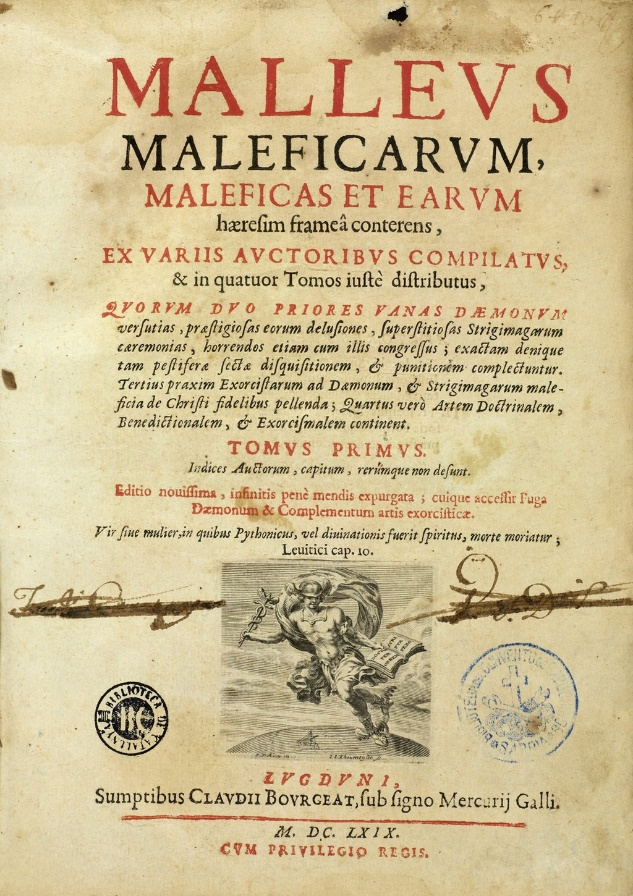 MALLEVS
MALEFICARVM,
MALEFICAS ET EARVM
hæresim frameâ conterens,
EX VARIIS AVCTORIBVS COMPILATVS,
& in quatuor Tomos iustè distributus,
QVORVM DVO PRIORES VANAS DÆMONVM
versutias, præstigiosas eorum delusiones, superstitiosas Strigimagarum
cæremonias, horrendos etiam cum illis congressus; exactam denique
tam pestiferæ sectæ disquisitionem, & punitionem complectuntur.
Tertius praxim Exorcistarum ad Dæmonum, & Strigimagarum male-
ficia de Christi fidelibus pellenda; Quartus verò Artem Doctrinalem,
Benedictionalem, & Exorcismalem continent.
TOMVS PRIMVS.
Indices Auctorum, capitum, rerúmque non desunt.
Editio nouissima, infinitis penè mendis expurgata; cuique accessit Fuga
Dæmonum & Complementum artis exorcisticæ.
Vir siue mulier, in quibus Pythonicus, vel diuinationis fuerit spiritus, morte moriatur;
Leuitici cap. 10.
BIBLIOTECA DE CATALUNYA
BC
LVGDVNI,
Sumptibus CLAVDII BOVRGEAT, sub signo Mercurij Galli.
M. DC. LXIX.
CVM PRIVILEGIO REGIS.